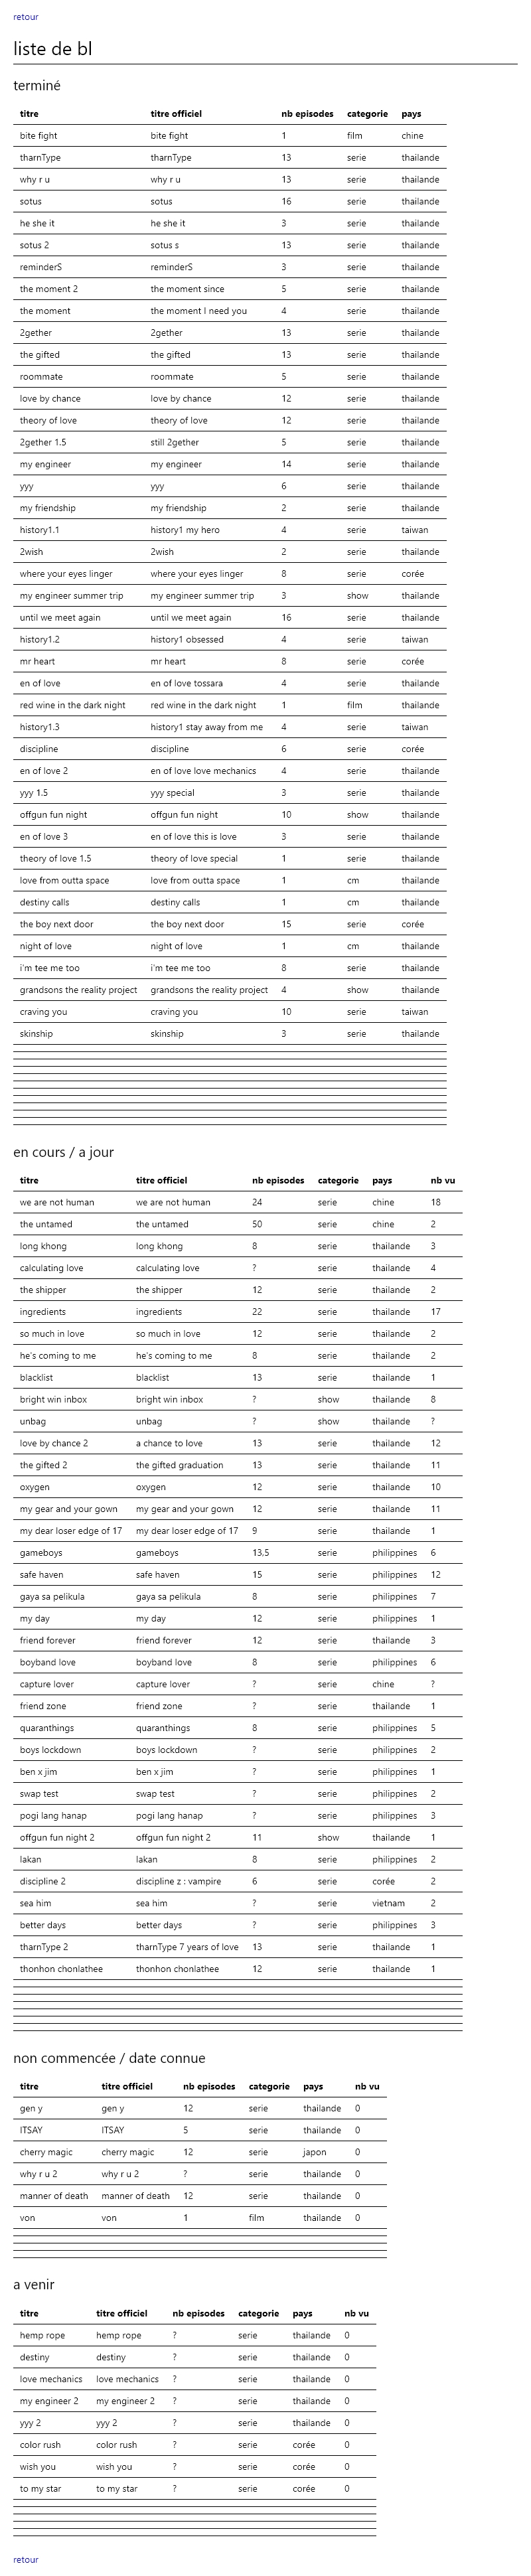 retour
liste de bl
terminé
titre titre officiel nb episodes categorie pays
bite fight bite fight 1 film chine
tharnType tharnType 13 serie thailande
why r u why r u 13 serie thailande
sotus sotus 16 serie thailande
he she it he she it 3 serie thailande
sotus 2 sotus s 13 serie thailande
reminderS reminderS 3 serie thailande
the moment 2 the moment since 5 serie thailande
the moment the moment I need you 4 serie thailande
2gether 2gether 13 serie thailande
the gifted the gifted 13 serie thailande
roommate roommate 5 serie thailande
love by chance love by chance 12 serie thailande
theory of love theory of love 12 serie thailande
2gether 1.5 still 2gether 5 serie thailande
my engineer my engineer 14 serie thailande
yyy yyy 6 serie thailande
my friendship my friendship 2 serie thailande
history1.1 history1 my hero 4 serie taiwan
2wish 2wish 2 serie thailande
where your eyes linger where your eyes linger 8 serie corée
my engineer summer trip my engineer summer trip 3 show thailande
until we meet again until we meet again 16 serie thailande
history1.2 history1 obsessed 4 serie taiwan
mr heart mr heart 8 serie corée
en of love en of love tossara 4 serie thailande
red wine in the dark night red wine in the dark night 1 film thailande
history1.3 history1 stay away from me 4 serie taiwan
discipline discipline 6 serie corée
en of love 2 en of love love mechanics 4 serie thailande
yyy 1.5 yyy special 3 serie thailande
offgun fun night offgun fun night 10 show thailande
en of love 3 en of love this is love 3 serie thailande
theory of love 1.5 theory of love special 1 serie thailande
love from outta space love from outta space 1 cm thailande
destiny calls destiny calls 1 cm thailande
the boy next door the boy next door 15 serie corée
night of love night of love 1 cm thailande
i'm tee me too i'm tee me too 8 serie thailande
grandsons the reality project grandsons the reality project 4 show thailande
craving you craving you 10 serie taiwan
skinship skinship 3 serie thailande
en cours / a jour
titre titre officiel nb episodes categorie pays nb vu
we are not human we are not human 24 serie chine 18
the untamed the untamed 50 serie chine 2
long khong long khong 8 serie thailande 3
calculating love calculating love ? serie thailande 4
the shipper the shipper 12 serie thailande 2
ingredients ingredients 22 serie thailande 17
so much in love so much in love 12 serie thailande 2
he's coming to me he's coming to me 8 serie thailande 2
blacklist blacklist 13 serie thailande 1
bright win inbox bright win inbox ? show thailande 8
unbag unbag ? show thailande ?
love by chance 2 a chance to love 13 serie thailande 12
the gifted 2 the gifted graduation 13 serie thailande 11
oxygen oxygen 12 serie thailande 10
my gear and your gown my gear and your gown 12 serie thailande 11
my dear loser edge of 17 my dear loser edge of 17 9 serie thailande 1
gameboys gameboys 13,5 serie philippines 6
safe haven safe haven 15 serie philippines 12
gaya sa pelikula gaya sa pelikula 8 serie philippines 7
my day my day 12 serie philippines 1
friend forever friend forever 12 serie thailande 3
boyband love boyband love 8 serie philippines 6
capture lover capture lover ? serie chine ?
friend zone friend zone ? serie thailande 1
quaranthings quaranthings 8 serie philippines 5
boys lockdown boys lockdown ? serie philippines 2
ben x jim ben x jim ? serie philippines 1
swap test swap test ? serie philippines 2
pogi lang hanap pogi lang hanap ? serie philippines 3
offgun fun night 2 offgun fun night 2 11 show thailande 1
lakan lakan 8 serie philippines 2
discipline 2 discipline z : vampire 6 serie corée 2
sea him sea him ? serie vietnam 2
better days better days ? serie philippines 3
tharnType 2 tharnType 7 years of love 13 serie thailande 1
thonhon chonlathee thonhon chonlathee 12 serie thailande 1
non commencée / date connue
titre titre officiel nb episodes categorie pays nb vu
gen y gen y 12 serie thailande 0
ITSAY ITSAY 5 serie thailande 0
cherry magic cherry magic 12 serie japon 0
why r u 2 why r u 2 ? serie thailande 0
manner of death manner of death 12 serie thailande 0
von von 1 film thailande 0
a venir
titre titre officiel nb episodes categorie pays nb vu
hemp rope hemp rope ? serie thailande 0
destiny destiny ? serie thailande 0
love mechanics love mechanics ? serie thailande 0
my engineer 2 my engineer 2 ? serie thailande 0
yyy 2 yyy 2 ? serie thailande 0
color rush color rush ? serie corée 0
wish you wish you ? serie corée 0
to my star to my star ? serie corée 0
retour